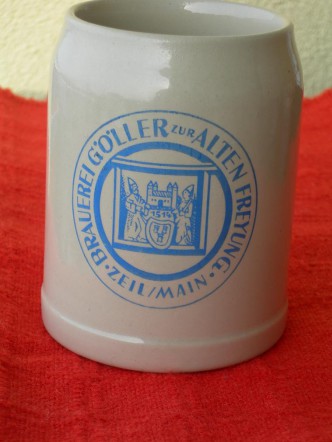 BRAUEREI GÖLLER ZUR ALTEN FREYUNG
ZEIL/MAIN
1514